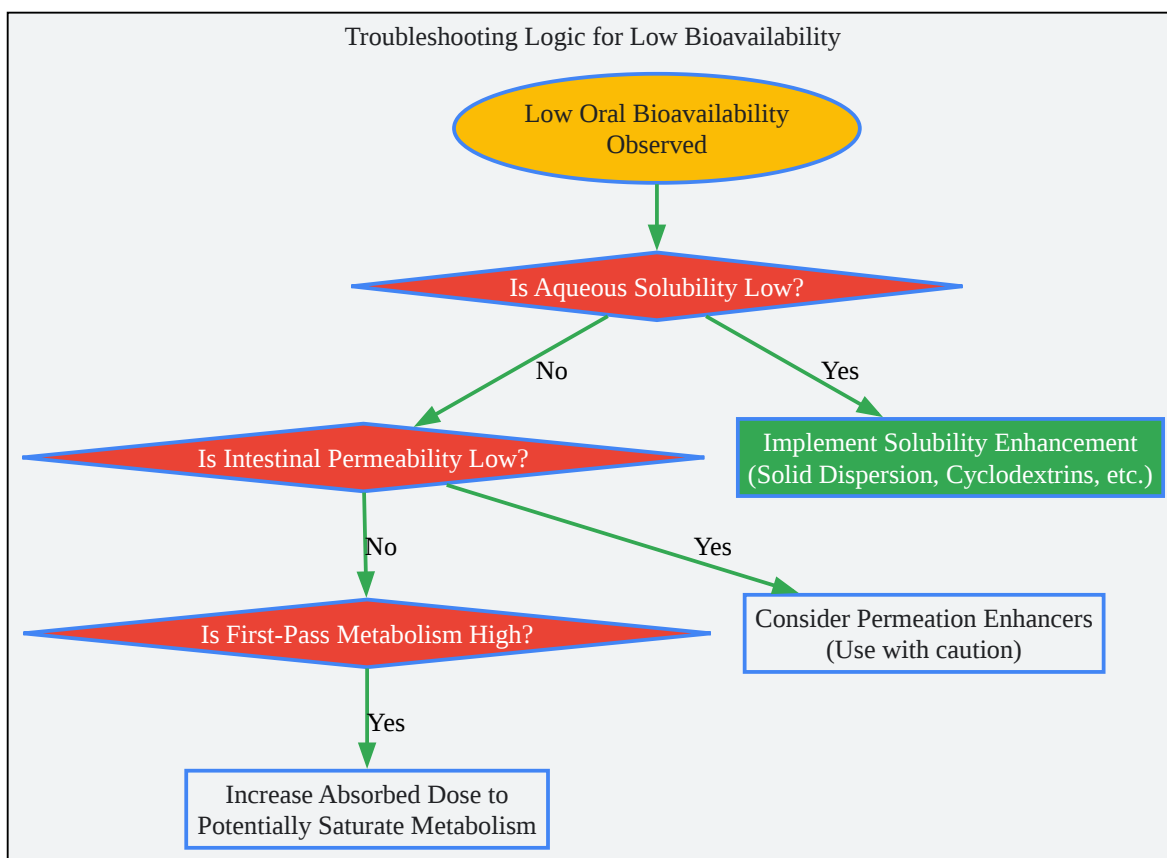 Troubleshooting Logic for Low Bioavailability
Low Oral Bioavailability
Observed
Is Aqueous Solubility Low?
No
Yes
Is Intestinal Permeability Low?
Implement Solubility Enhancement
(Solid Dispersion, Cyclodextrins, etc.)
No
Yes
Is First-Pass Metabolism High?
Consider Permeation Enhancers
(Use with caution)
Yes
Increase Absorbed Dose to
Potentially Saturate Metabolism